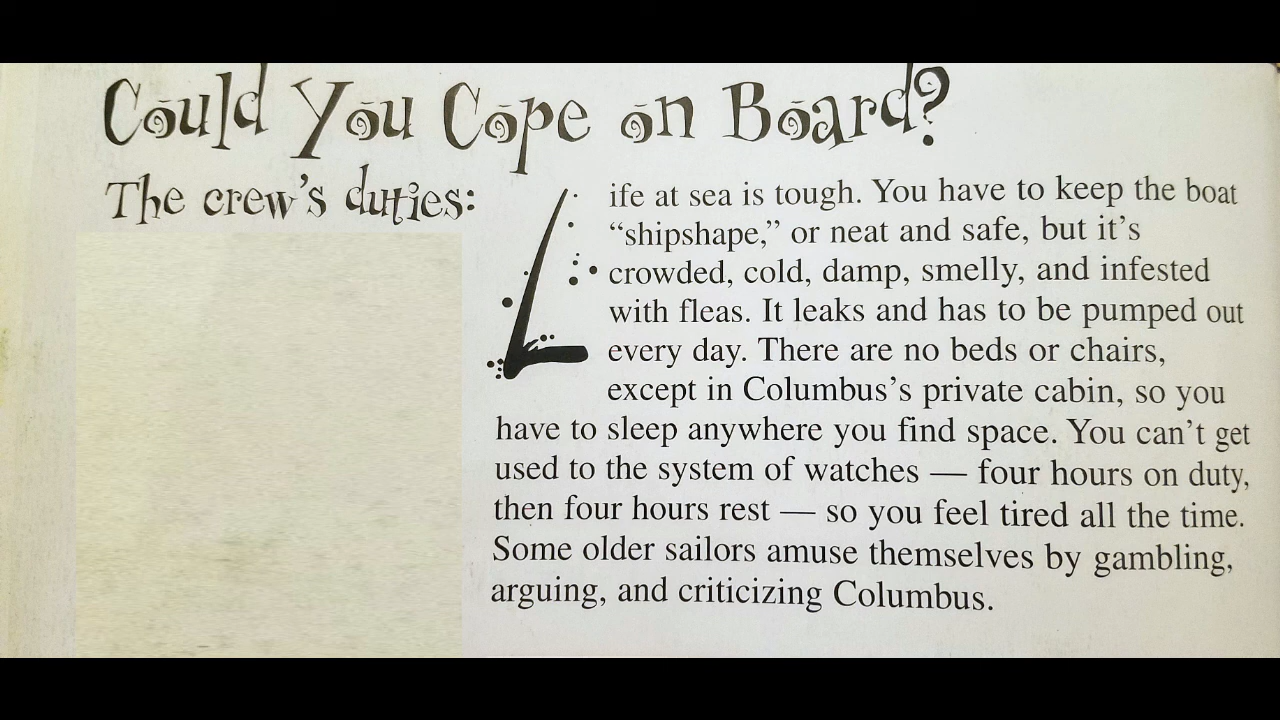 Could You Cope on Board?
The crew's duties:
Life at sea is tough. You have to keep the boat
“shipshape,” or neat and safe, but it’s
crowded, cold, damp, smelly, and infested
with fleas. It leaks and has to be pumped out
every day. There are no beds or chairs,
except in Columbus’s private cabin, so you
have to sleep anywhere you find space. You can’t get
used to the system of watches — four hours on duty,
then four hours rest — so you feel tired all the time.
Some older sailors amuse themselves by gambling,
arguing, and criticizing Columbus.